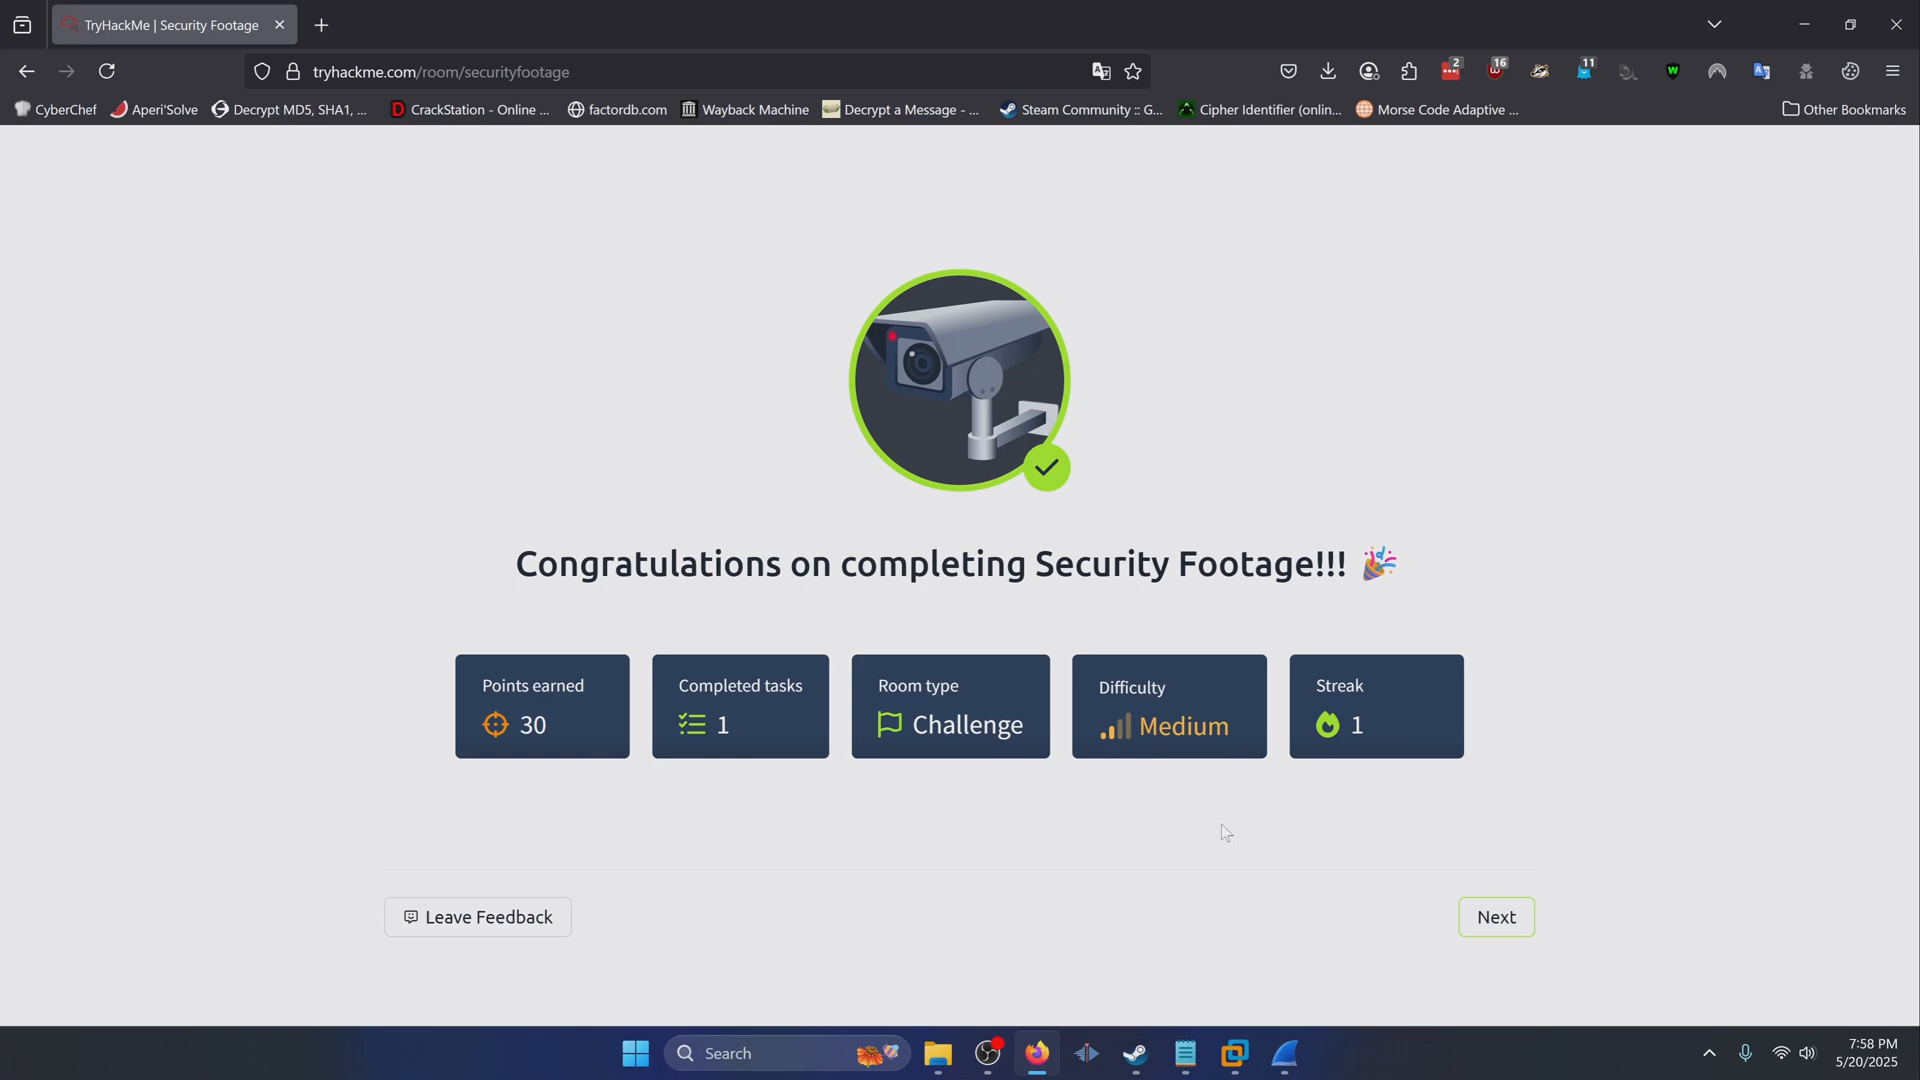 TryHackMe | Security Footage
tryhackme.com/room/securityfootage
2
16
11
CyberChef
Aperi'Solve
Decrypt MD5, SHA1, ...
CrackStation - Online ...
factordb.com
Wayback Machine
Decrypt a Message - ...
Steam Community :: G...
Cipher Identifier (onlin...
Morse Code Adaptive ...
Other Bookmarks
Congratulations on completing Security Footage!!! 🎉
Points earned
30
Completed tasks
1
Room type
Challenge
Difficulty
Medium
Streak
1
Leave Feedback
Next
Search
7:58 PM
5/20/2025